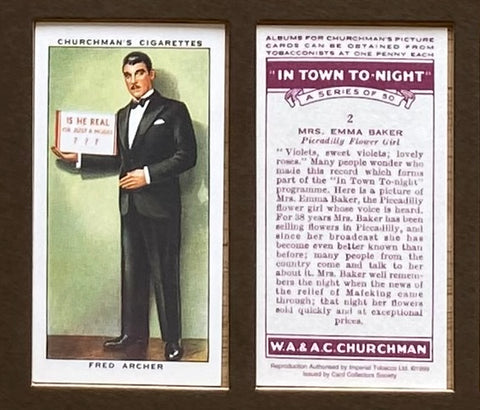 CHURCHMAN'S CIGARETTES
IS HE REAL
OR JUST A MODEL
? ? ?
FRED ARCHER
ALBUMS FOR CHURCHMAN'S PICTURE
CARDS CAN BE OBTAINED FROM
TOBACCONISTS AT ONE PENNY EACH
"IN TOWN TO-NIGHT"
A SERIES OF 50
2
MRS. EMMA BAKER
Picadilly Flower Girl
"Violets, sweet violets; lovely
roses." Many people wonder who
made this record which forms
part of the "In Town To-night"
programme. Here is a picture of
Mrs. Emma Baker, the Piccadilly
flower girl whose voice is heard.
For 38 years Mrs. Baker has been
selling flowers in Piccadilly, and
since her broadcast she has
become even better known than
before; many people from the
country come and talk to her
about it. Mrs. Baker well remem-
bers the night when the news of
the relief of Mafeking came
through; that night her flowers
sold quickly and at exceptional
prices.
W.A. & A.C. CHURCHMAN
Reproduction Authorised by Imperial Tobacco Ltd. ©1999
Issued by Card Collectors Society